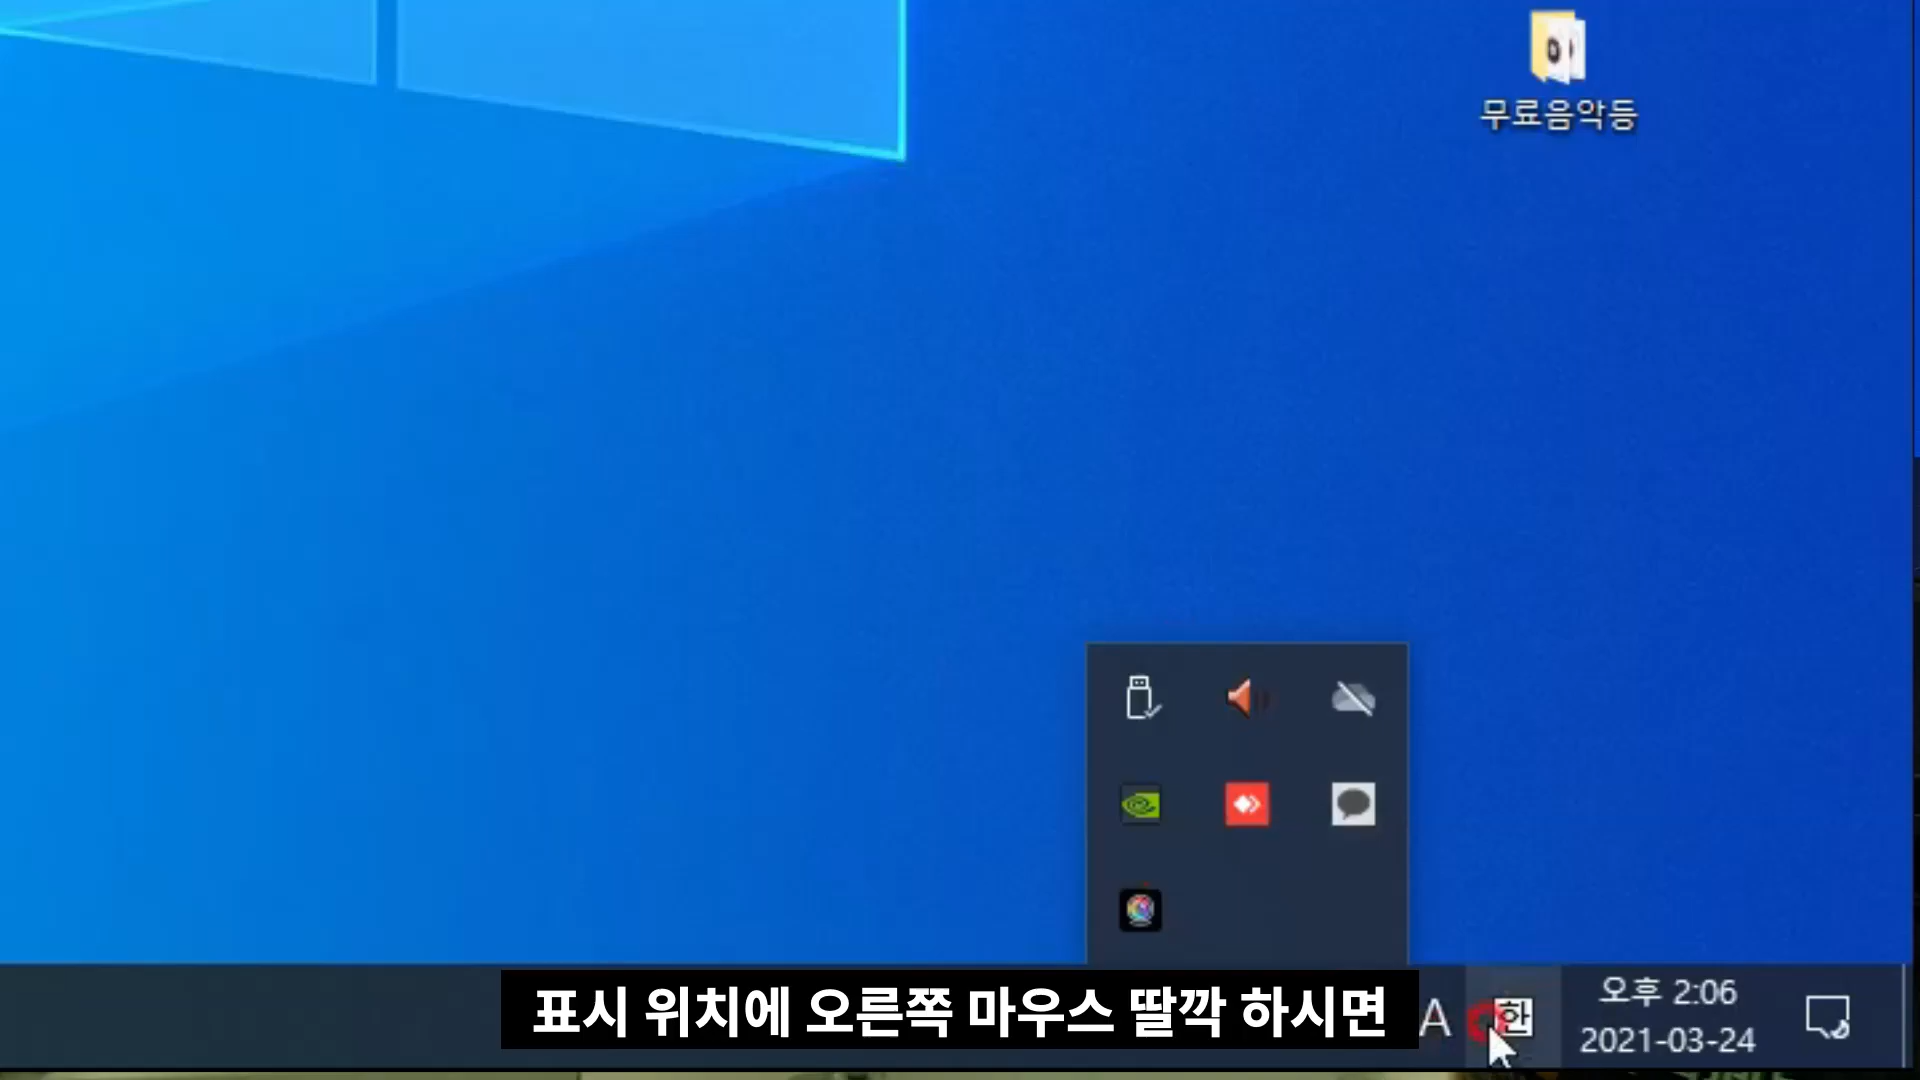 무료음악등
표시 위치에 오른쪽 마우스 딸깍 하시면
A
한
오후 2:06
2021-03-24